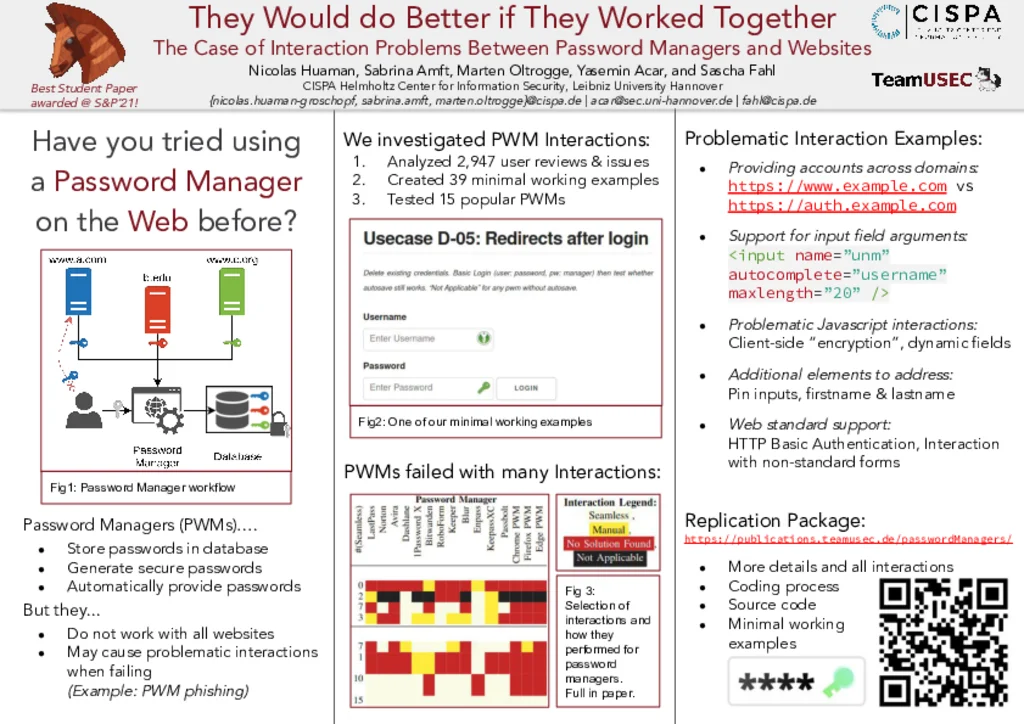 They Would do Better if They Worked Together
The Case of Interaction Problems Between Password Managers and Websites
Nicolas Huaman, Sabrina Amft, Marten Oltrogge, Yasemin Acar, and Sascha Fahl
CISPA Helmholtz Center for Information Security, Leibniz University Hannover
{nicolas.huaman-groschopf, sabrina.amft, marten.oltrogge}@cispa.de | acar@sec.uni-hannover.de | fahl@cispa.de
Best Student Paper
awarded @ S&P'21!
CISPA
TeamUSEC
Have you tried using
a Password Manager
on the Web before?
www.a.com
b.edu
www.c.org
Password
Manager
Database
Fig1: Password Manager workflow
Password Managers (PWMs)....
● Store passwords in database
● Generate secure passwords
● Automatically provide passwords
But they...
● Do not work with all websites
● May cause problematic interactions
when failing
(Example: PWM phishing)
We investigated PWM Interactions:
1. Analyzed 2,947 user reviews & issues
2. Created 39 minimal working examples
3. Tested 15 popular PWMs
Usecase D-05: Redirects after login
Delete existing credentials. Basic Login (user: password, pw: manager) then test whether
autosave still works. "Not Applicable" for any pwm without autosave.
Username
Enter Username
Password
Enter Password
LOGIN
Fig2: One of our minimal working examples
PWMs failed with many Interactions:
Password Manager
#(Seamless)
LastPass
Norton
Avira
Dashlane
1Password X
Bitwarden
RoboForm
Keeper
Blur
Enpass
KeepassXC
Passbolt
Chrome PWM
Firefox PWM
Edge PWM
0
2
7
3
7
1
10
15
Interaction Legend:
Seamless ,
Manual ,
No Solution Found ,
Not Applicable
Fig 3:
Selection of
interactions and
how they
performed for
password
managers.
Full in paper.
Problematic Interaction Examples:
● Providing accounts across domains:
https://www.example.com vs
https://auth.example.com
● Support for input field arguments:
<input name="unm"
autocomplete="username"
maxlength="20" />
● Problematic Javascript interactions:
Client-side "encryption", dynamic fields
● Additional elements to address:
Pin inputs, firstname & lastname
● Web standard support:
HTTP Basic Authentication, Interaction
with non-standard forms
Replication Package:
https://publications.teamusec.de/passwordManagers/
● More details and all interactions
● Coding process
● Source code
● Minimal working
examples
****